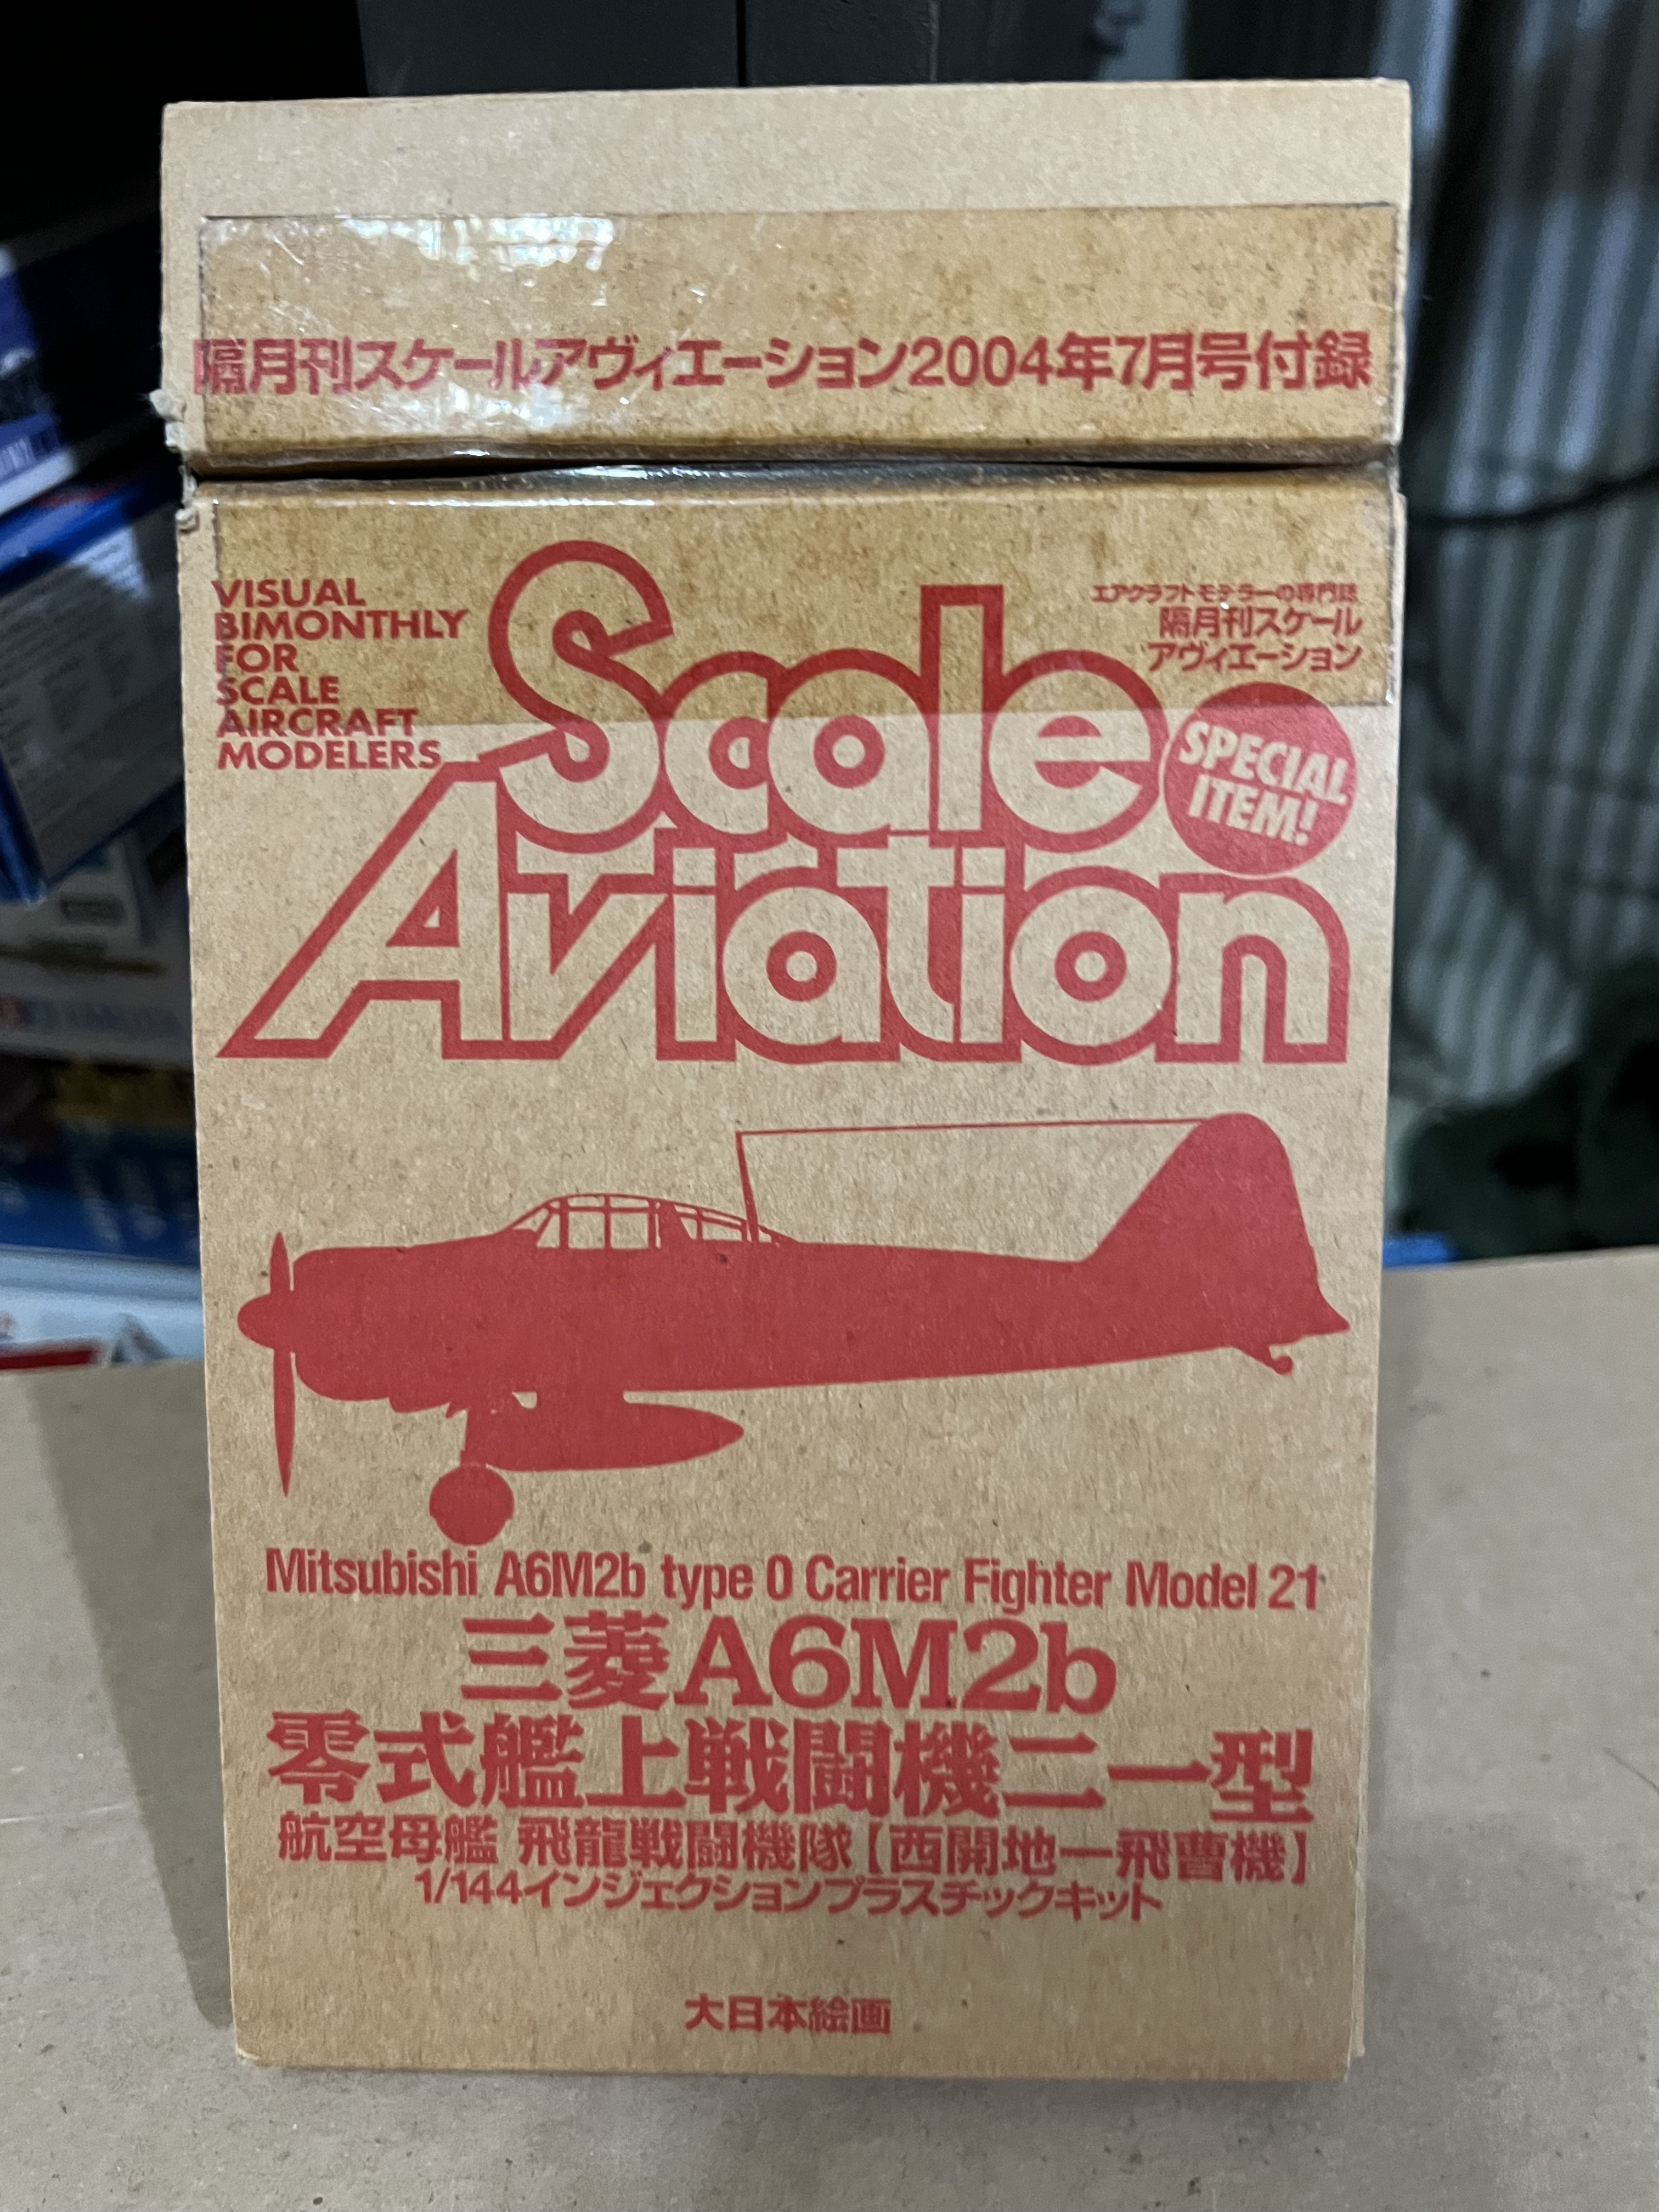 隔月刊スケールアヴィエーション2004年7月号付録
VISUAL
BIMONTHLY
FOR
SCALE
AIRCRAFT
MODELERS
Scale
Aviation
エアクラフトモデラーの専門誌
隔月刊スケール
アヴィエーション
SPECIAL
ITEM!
Mitsubishi A6M2b type 0 Carrier Fighter Model 21
三菱A6M2b
零式艦上戦闘機二一型
航空母艦 飛龍戦闘機隊【西開地一飛曹機】
1/144インジェクションプラスチックキット
大日本絵画